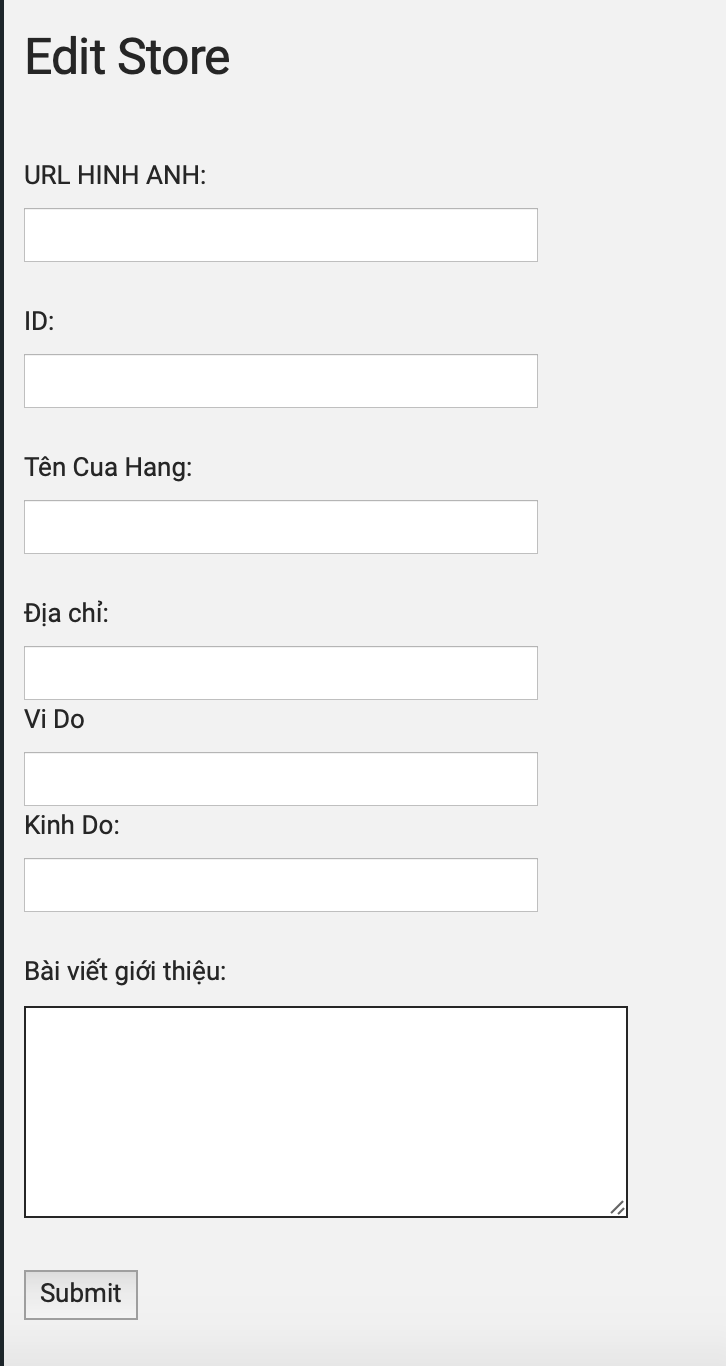 Edit Store
URL HINH ANH:
ID:
Tên Cua Hang:
Địa chỉ:
Vi Do
Kinh Do:
Bài viết giới thiệu:
Submit